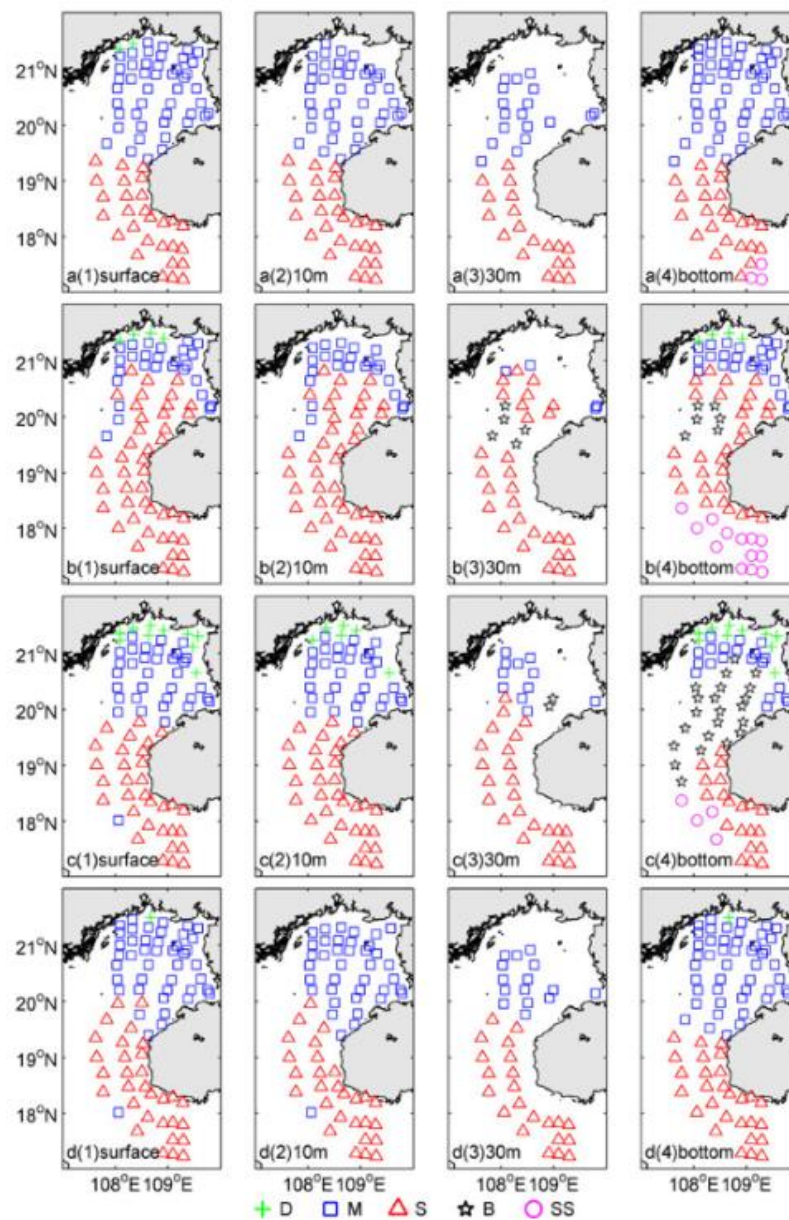 21°N
20°N
19°N
18°N
a(1)surface a(2)10m a(3)30m a(4)bottom
21°N
20°N
19°N
18°N
b(1)surface b(2)10m b(3)30m b(4)bottom
21°N
20°N
19°N
18°N
c(1)surface c(2)10m c(3)30m c(4)bottom
21°N
20°N
19°N
18°N
d(1)surface d(2)10m d(3)30m d(4)bottom
108°E 109°E 108°E 109°E 108°E 109°E 108°E 109°E
D M S B SS